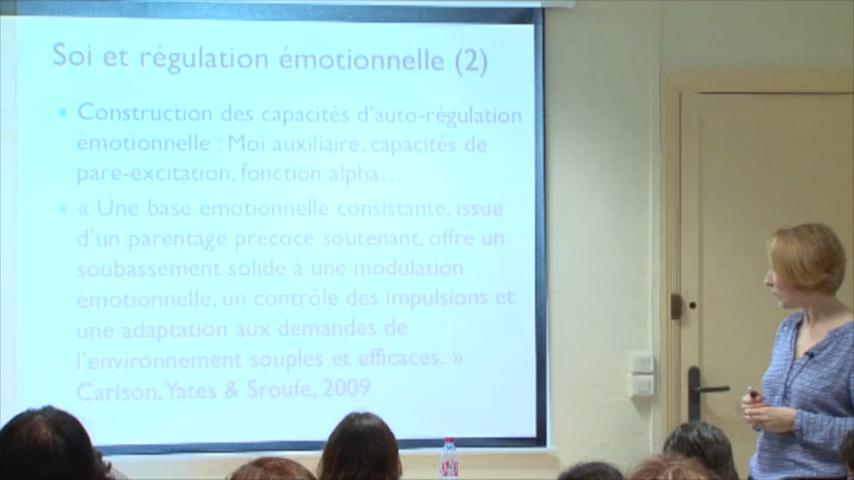 Soi et régulation émotionnelle (2)
• Construction des capacités d'auto-régulation
émotionnelle : Moi auxiliaire, capacités de
pare-excitation, fonction alpha…
• « Une base émotionnelle consistante, issue
d'un parentage précoce soutenant, offre un
soubassement solide à une modulation
émotionnelle, un contrôle des impulsions et
une adaptation aux demandes de
l'environnement souples et efficaces. »
Carlson, Yates & Sroufe, 2009